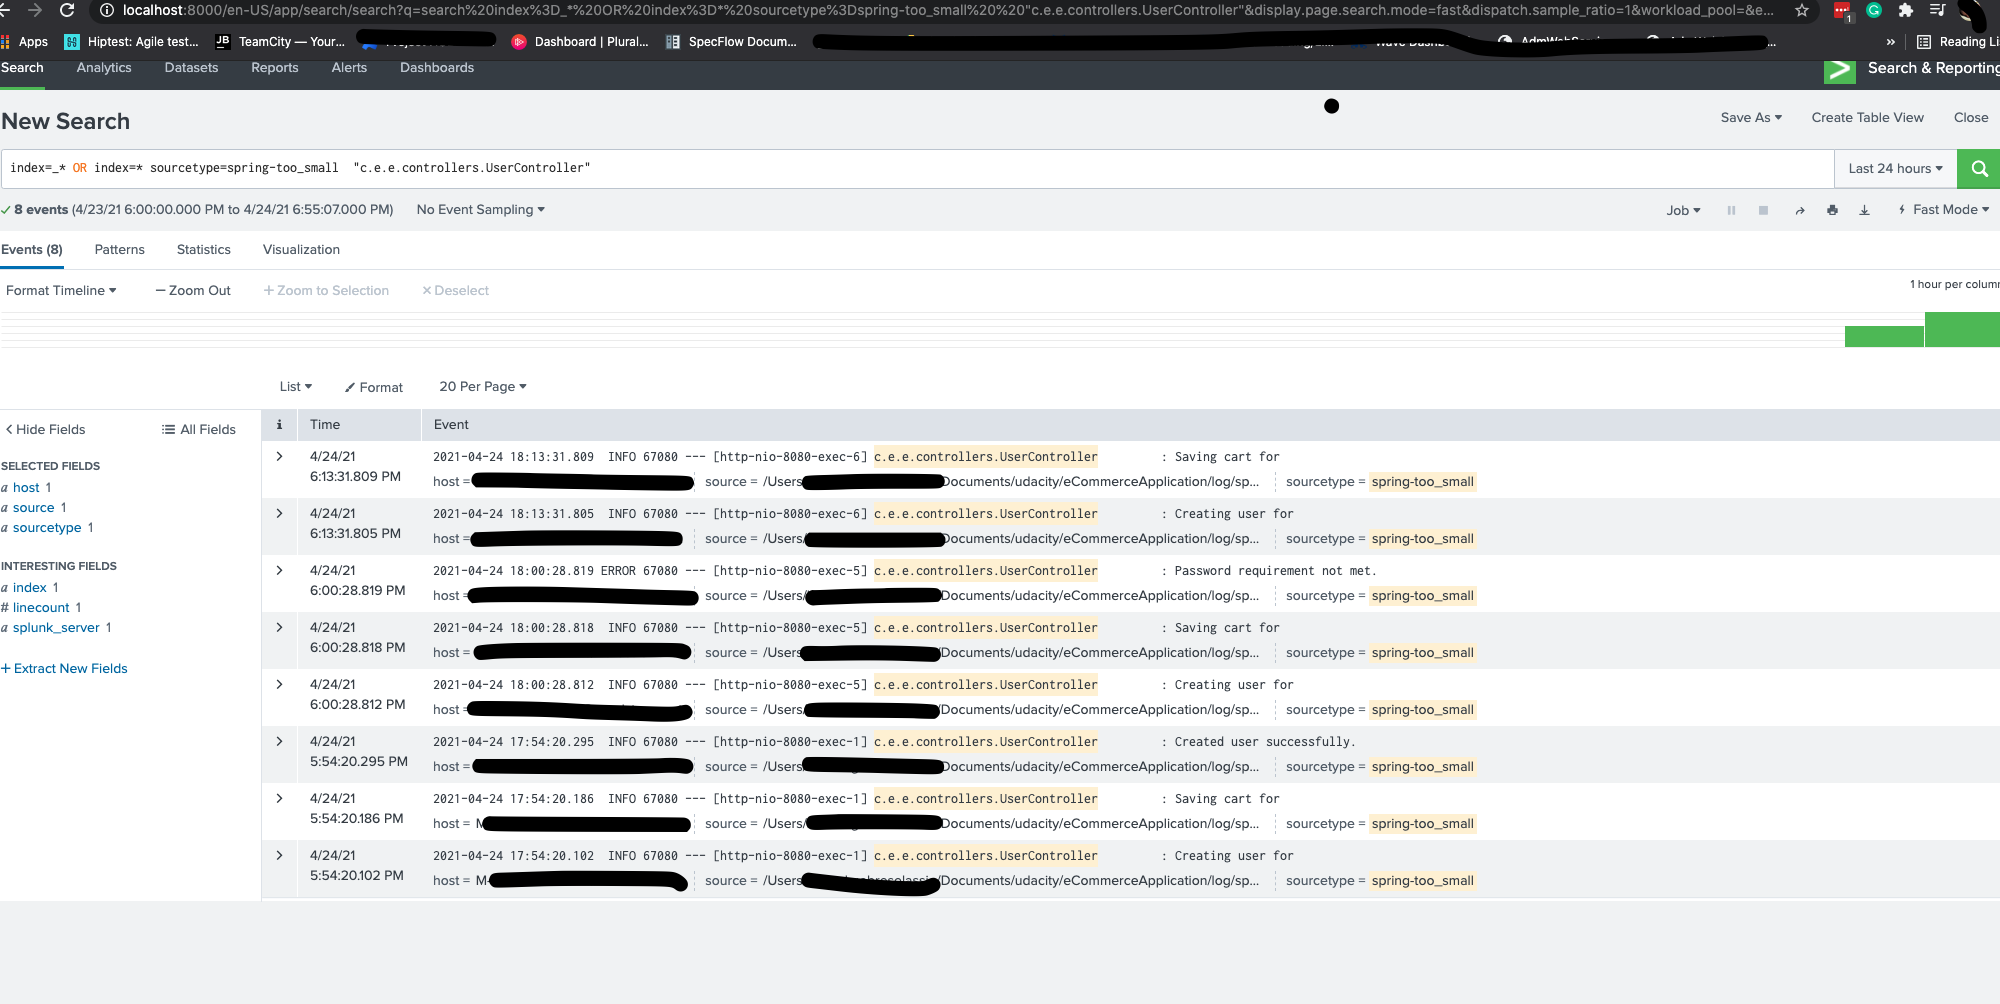 localhost:8000/en-US/app/search/search?q=search%20index%3D_*%20OR%20index%3D*%20sourcetype%3Dspring-too_small%20%20"c.e.e.controllers.UserController"&display.page.search.mode=fast&dispatch.sample_ratio=1&workload_pool=&e...
1
Apps Hiptest: Agile test... JB TeamCity — Your... Dashboard | Plural... SpecFlow Docum... » Reading Li
Search Analytics Datasets Reports Alerts Dashboards Search & Reporting
New Search Save As Create Table View Close
index=_* OR index=* sourcetype=spring-too_small "c.e.e.controllers.UserController" Last 24 hours
✓ 8 events (4/23/21 6:00:00.000 PM to 4/24/21 6:55:07.000 PM) No Event Sampling Job Fast Mode
Events (8) Patterns Statistics Visualization
Format Timeline — Zoom Out + Zoom to Selection × Deselect 1 hour per colum
List Format 20 Per Page
< Hide Fields All Fields i Time Event
SELECTED FIELDS
a host 1
a source 1
a sourcetype 1
INTERESTING FIELDS
a index 1
# linecount 1
a splunk_server 1
+ Extract New Fields
> 4/24/21 2021-04-24 18:13:31.809 INFO 67080 --- [http-nio-8080-exec-6] c.e.e.controllers.UserController : Saving cart for
6:13:31.809 PM host = source = /Users Documents/udacity/eCommerceApplication/log/sp... sourcetype = spring-too_small
> 4/24/21 2021-04-24 18:13:31.805 INFO 67080 --- [http-nio-8080-exec-6] c.e.e.controllers.UserController : Creating user for
6:13:31.805 PM host = source = /Users/ Documents/udacity/eCommerceApplication/log/sp... sourcetype = spring-too_small
> 4/24/21 2021-04-24 18:00:28.819 ERROR 67080 --- [http-nio-8080-exec-5] c.e.e.controllers.UserController : Password requirement not met.
6:00:28.819 PM host = source = /Users/ /Documents/udacity/eCommerceApplication/log/sp... sourcetype = spring-too_small
> 4/24/21 2021-04-24 18:00:28.818 INFO 67080 --- [http-nio-8080-exec-5] c.e.e.controllers.UserController : Saving cart for
6:00:28.818 PM host = source = /Users Documents/udacity/eCommerceApplication/log/sp... sourcetype = spring-too_small
> 4/24/21 2021-04-24 18:00:28.812 INFO 67080 --- [http-nio-8080-exec-5] c.e.e.controllers.UserController : Creating user for
6:00:28.812 PM host = source = /Users/ /Documents/udacity/eCommerceApplication/log/sp... sourcetype = spring-too_small
> 4/24/21 2021-04-24 17:54:20.295 INFO 67080 --- [http-nio-8080-exec-1] c.e.e.controllers.UserController : Created user successfully.
5:54:20.295 PM host = source = /Users Documents/udacity/eCommerceApplication/log/sp... sourcetype = spring-too_small
> 4/24/21 2021-04-24 17:54:20.186 INFO 67080 --- [http-nio-8080-exec-1] c.e.e.controllers.UserController : Saving cart for
5:54:20.186 PM host = M source = /Users/ Documents/udacity/eCommerceApplication/log/sp... sourcetype = spring-too_small
> 4/24/21 2021-04-24 17:54:20.102 INFO 67080 --- [http-nio-8080-exec-1] c.e.e.controllers.UserController : Creating user for
5:54:20.102 PM host = M source = /Users /Documents/udacity/eCommerceApplication/log/sp... sourcetype = spring-too_small